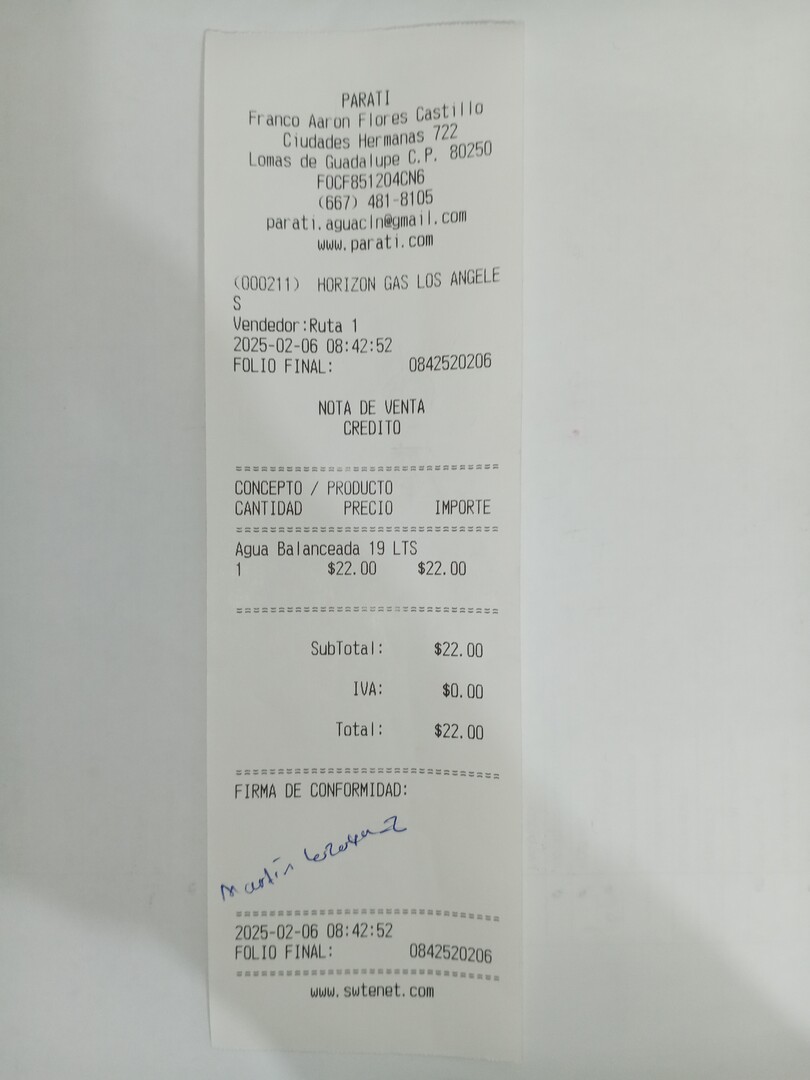 PARATI
Franco Aaron Flores Castillo
Ciudades Hermanas 722
Lomas de Guadalupe C.P. 80250
FOCF851204CN6
(667) 481-8105
parati.aguacln@gmail.com
www.parati.com
(000211) HORIZON GAS LOS ANGELE
S
Vendedor:Ruta 1
2025-02-06 08:42:52
FOLIO FINAL: 0842520206
NOTA DE VENTA
CREDITO
===============================
CONCEPTO / PRODUCTO
CANTIDAD PRECIO IMPORTE
===============================
Agua Balanceada 19 LTS
1 $22.00 $22.00
===============================
SubTotal: $22.00
IVA: $0.00
Total: $22.00
===============================
FIRMA DE CONFORMIDAD:
Martín
===============================
2025-02-06 08:42:52
FOLIO FINAL: 0842520206
===============================
www.swtenet.com